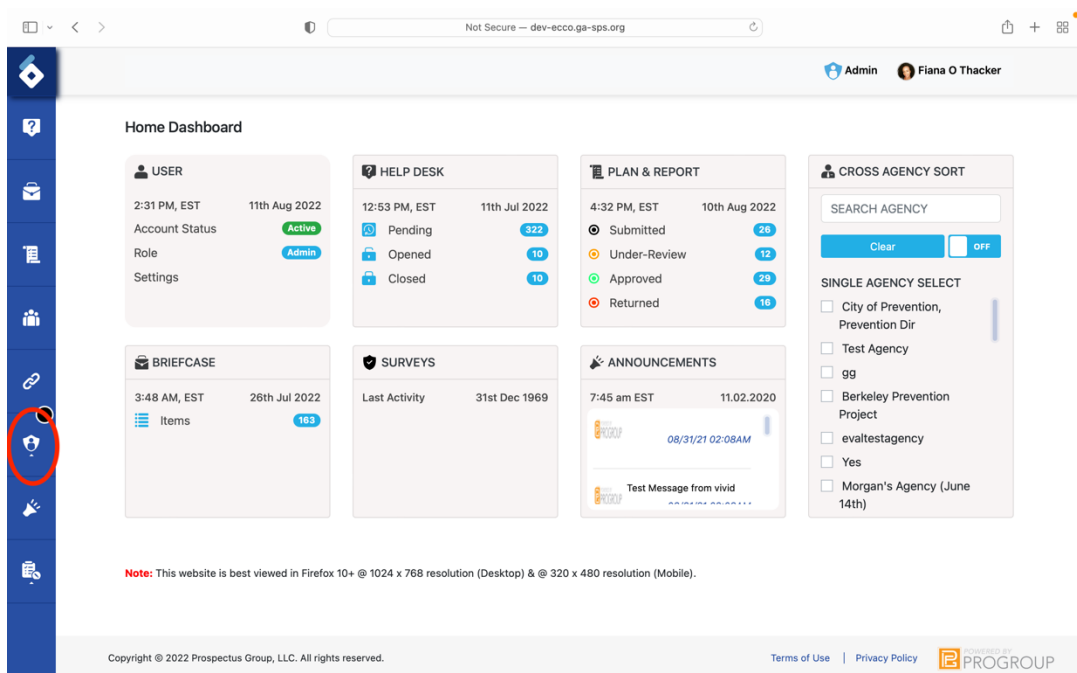 Not Secure — dev-ecco.ga-sps.org
Admin
Fiana O Thacker
Home Dashboard
USER
2:31 PM, EST 11th Aug 2022
Account Status Active
Role Admin
Settings
HELP DESK
12:53 PM, EST 11th Jul 2022
Pending 322
Opened 10
Closed 10
PLAN & REPORT
4:32 PM, EST 10th Aug 2022
Submitted 26
Under-Review 12
Approved 29
Returned 16
CROSS AGENCY SORT
SEARCH AGENCY
Clear OFF
SINGLE AGENCY SELECT
City of Prevention,
Prevention Dir
Test Agency
gg
Berkeley Prevention
Project
evaltestagency
Yes
Morgan's Agency (June
14th)
BRIEFCASE
3:48 AM, EST 26th Jul 2022
Items 163
SURVEYS
Last Activity 31st Dec 1969
ANNOUNCEMENTS
7:45 am EST 11.02.2020
PROGROUP
08/31/21 02:08AM
Test Message from vivid
PROGROUP
Note: This website is best viewed in Firefox 10+ @ 1024 x 768 resolution (Desktop) & @ 320 x 480 resolution (Mobile).
Copyright © 2022 Prospectus Group, LLC. All rights reserved.
Terms of Use | Privacy Policy
POWERED BY
PROGROUP